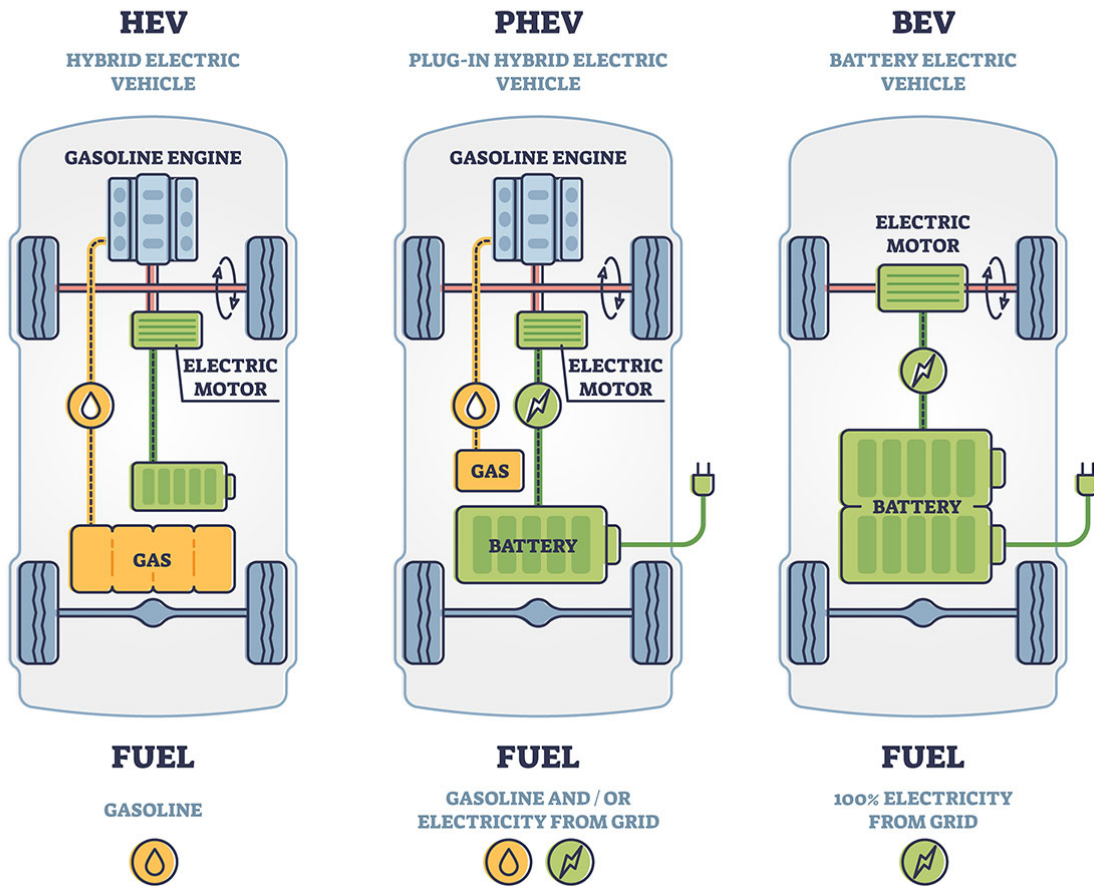 HEV
HYBRID ELECTRIC
VEHICLE
GASOLINE ENGINE
ELECTRIC
MOTOR
GAS
FUEL
GASOLINE
PHEV
PLUG-IN HYBRID ELECTRIC
VEHICLE
GASOLINE ENGINE
ELECTRIC
MOTOR
GAS
BATTERY
FUEL
GASOLINE AND / OR
ELECTRICITY FROM GRID
BEV
BATTERY ELECTRIC
VEHICLE
ELECTRIC
MOTOR
BATTERY
FUEL
100% ELECTRICITY
FROM GRID